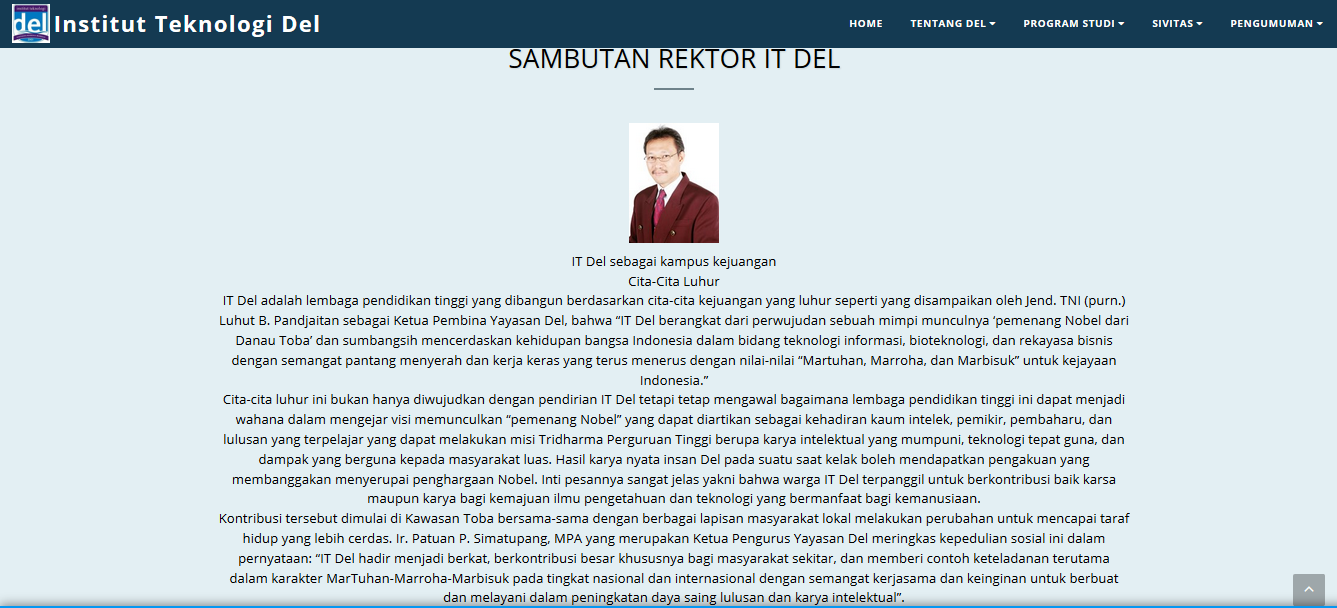 del Institut Teknologi Del
HOME TENTANG DEL PROGRAM STUDI SIVITAS PENGUMUMAN
SAMBUTAN REKTOR IT DEL
IT Del sebagai kampus kejuangan
Cita-Cita Luhur
IT Del adalah lembaga pendidikan tinggi yang dibangun berdasarkan cita-cita kejuangan yang luhur seperti yang disampaikan oleh Jend. TNI (purn.)
Luhut B. Pandjaitan sebagai Ketua Pembina Yayasan Del, bahwa “IT Del berangkat dari perwujudan sebuah mimpi munculnya ‘pemenang Nobel dari
Danau Toba’ dan sumbangsih mencerdaskan kehidupan bangsa Indonesia dalam bidang teknologi informasi, bioteknologi, dan rekayasa bisnis
dengan semangat pantang menyerah dan kerja keras yang terus menerus dengan nilai-nilai “Martuhan, Marroha, dan Marbisuk” untuk kejayaan
Indonesia.”
Cita-cita luhur ini bukan hanya diwujudkan dengan pendirian IT Del tetapi tetap mengawal bagaimana lembaga pendidikan tinggi ini dapat menjadi
wahana dalam mengejar visi memunculkan “pemenang Nobel” yang dapat diartikan sebagai kehadiran kaum intelek, pemikir, pembaharu, dan
lulusan yang terpelajar yang dapat melakukan misi Tridharma Perguruan Tinggi berupa karya intelektual yang mumpuni, teknologi tepat guna, dan
dampak yang berguna kepada masyarakat luas. Hasil karya nyata insan Del pada suatu saat kelak boleh mendapatkan pengakuan yang
membanggakan menyerupai penghargaan Nobel. Inti pesannya sangat jelas yakni bahwa warga IT Del terpanggil untuk berkontribusi baik karsa
maupun karya bagi kemajuan ilmu pengetahuan dan teknologi yang bermanfaat bagi kemanusiaan.
Kontribusi tersebut dimulai di Kawasan Toba bersama-sama dengan berbagai lapisan masyarakat lokal melakukan perubahan untuk mencapai taraf
hidup yang lebih cerdas. Ir. Patuan P. Simatupang, MPA yang merupakan Ketua Pengurus Yayasan Del meringkas kepedulian sosial ini dalam
pernyataan: “IT Del hadir menjadi berkat, berkontribusi besar khususnya bagi masyarakat sekitar, dan memberi contoh keteladanan terutama
dalam karakter MarTuhan-Marroha-Marbisuk pada tingkat nasional dan internasional dengan semangat kerjasama dan keinginan untuk berbuat
dan melayani dalam peningkatan daya saing lulusan dan karya intelektual”.